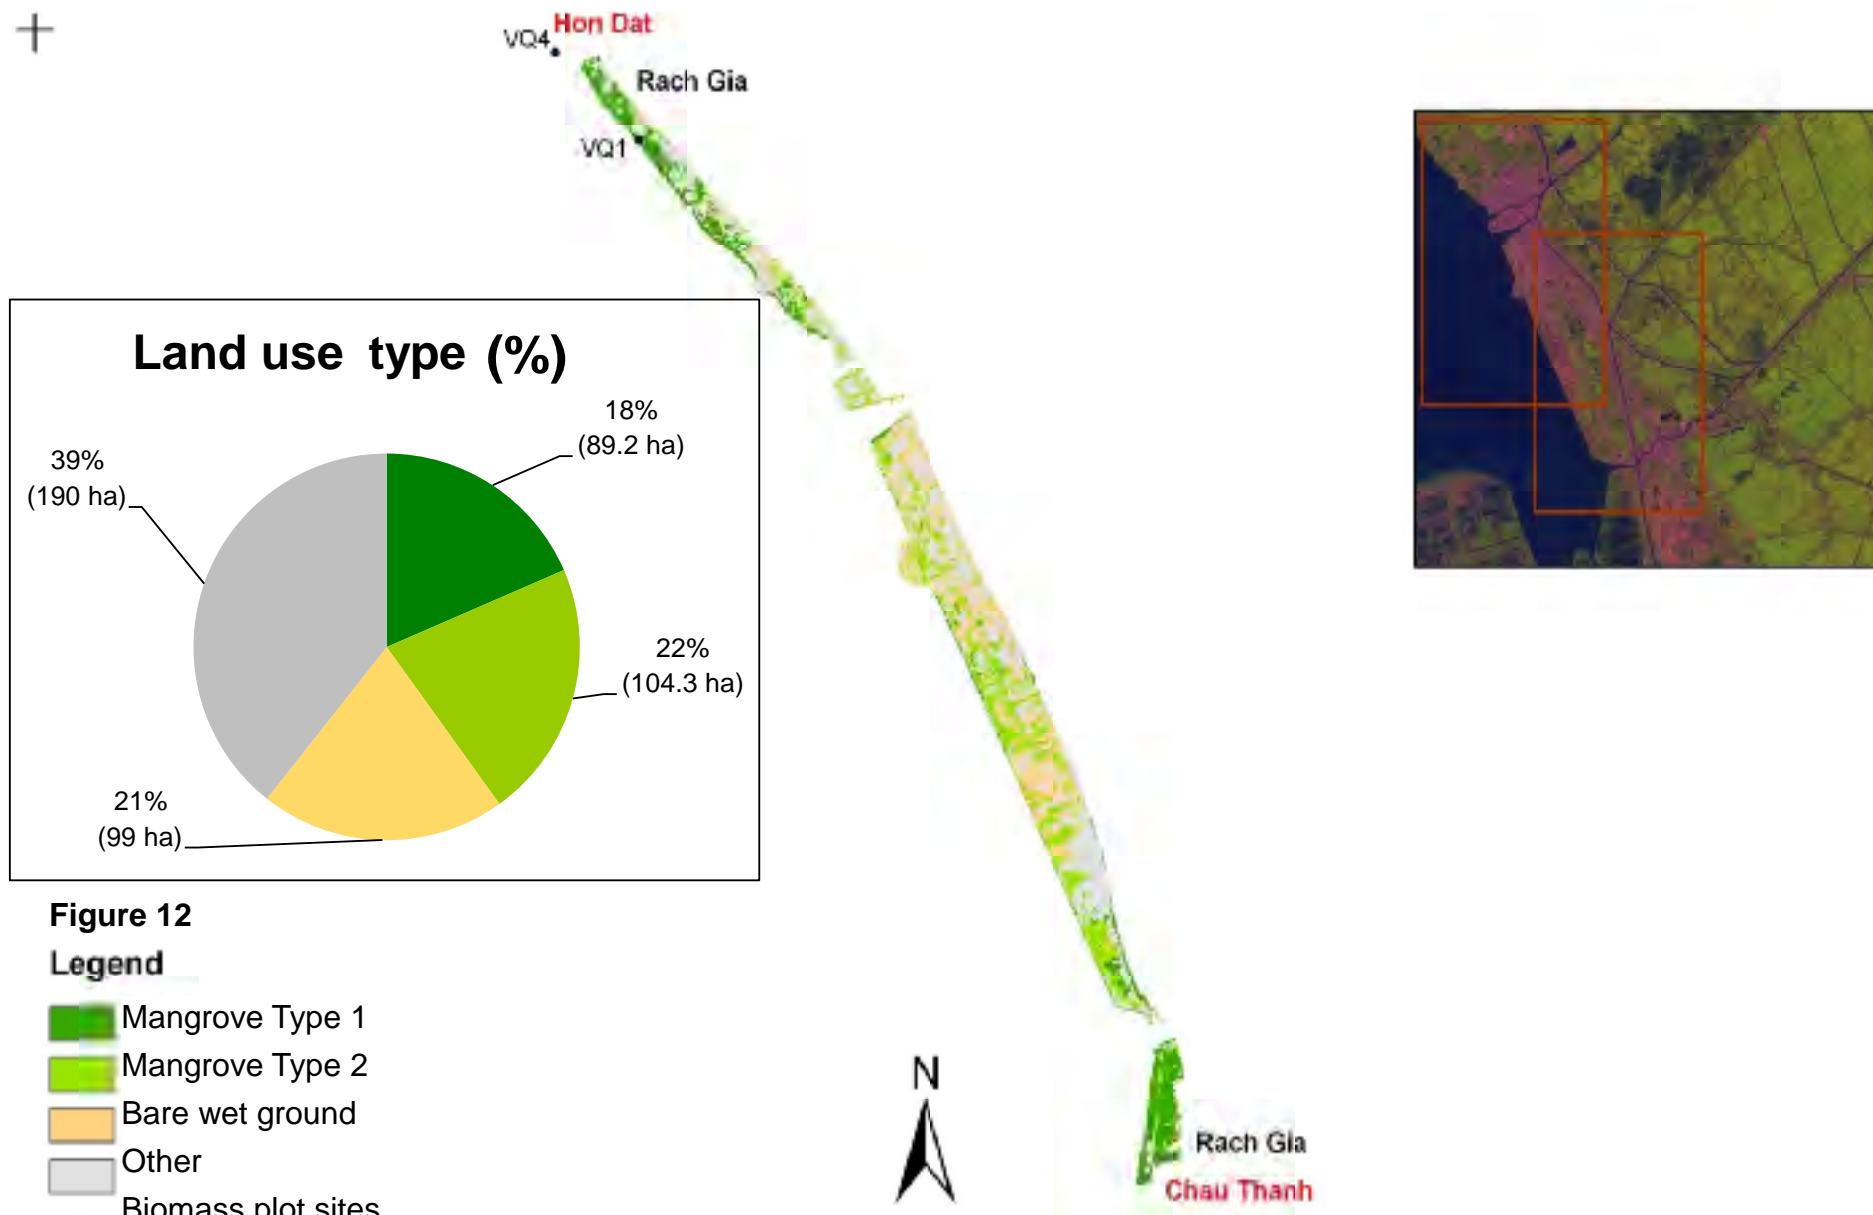 Hon Dat
VQ4
Rach Gia
VQ1
Land use type (%)
18%
(89.2 ha)
39%
(190 ha)
22%
(104.3 ha)
21%
(99 ha)
Figure 12
Legend
Mangrove Type 1
Mangrove Type 2
Bare wet ground
Other
Biomass plot sites
N
Rach Gia
Chau Thanh